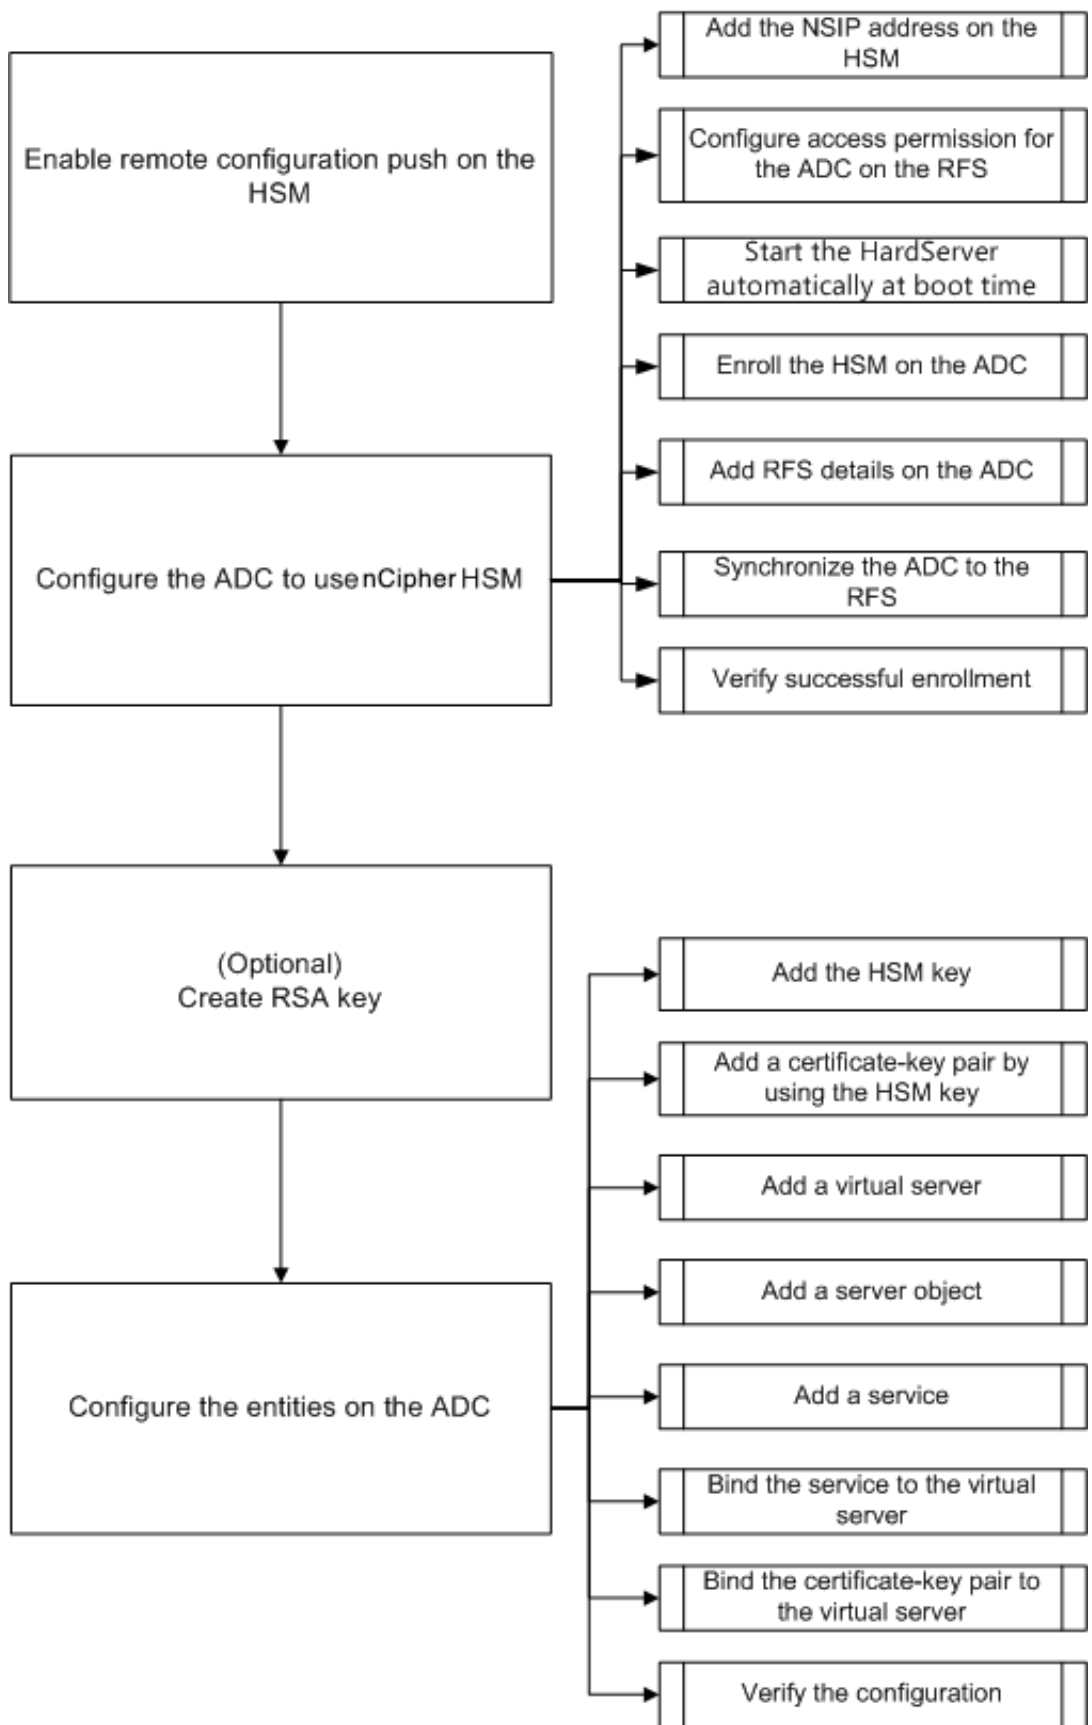 Enable remote configuration push on the
HSM
Add the NSIP address on the
HSM
Configure access permission for
the ADC on the RFS
Start the HardServer
automatically at boot time
Enroll the HSM on the ADC
Add RFS details on the ADC
Configure the ADC to use nCipher HSM
Synchronize the ADC to the
RFS
Verify successful enrollment
(Optional)
Create RSA key
Add the HSM key
Add a certificate-key pair by
using the HSM key
Add a virtual server
Add a server object
Configure the entities on the ADC
Add a service
Bind the service to the virtual
server
Bind the certificate-key pair to
the virtual server
Verify the configuration